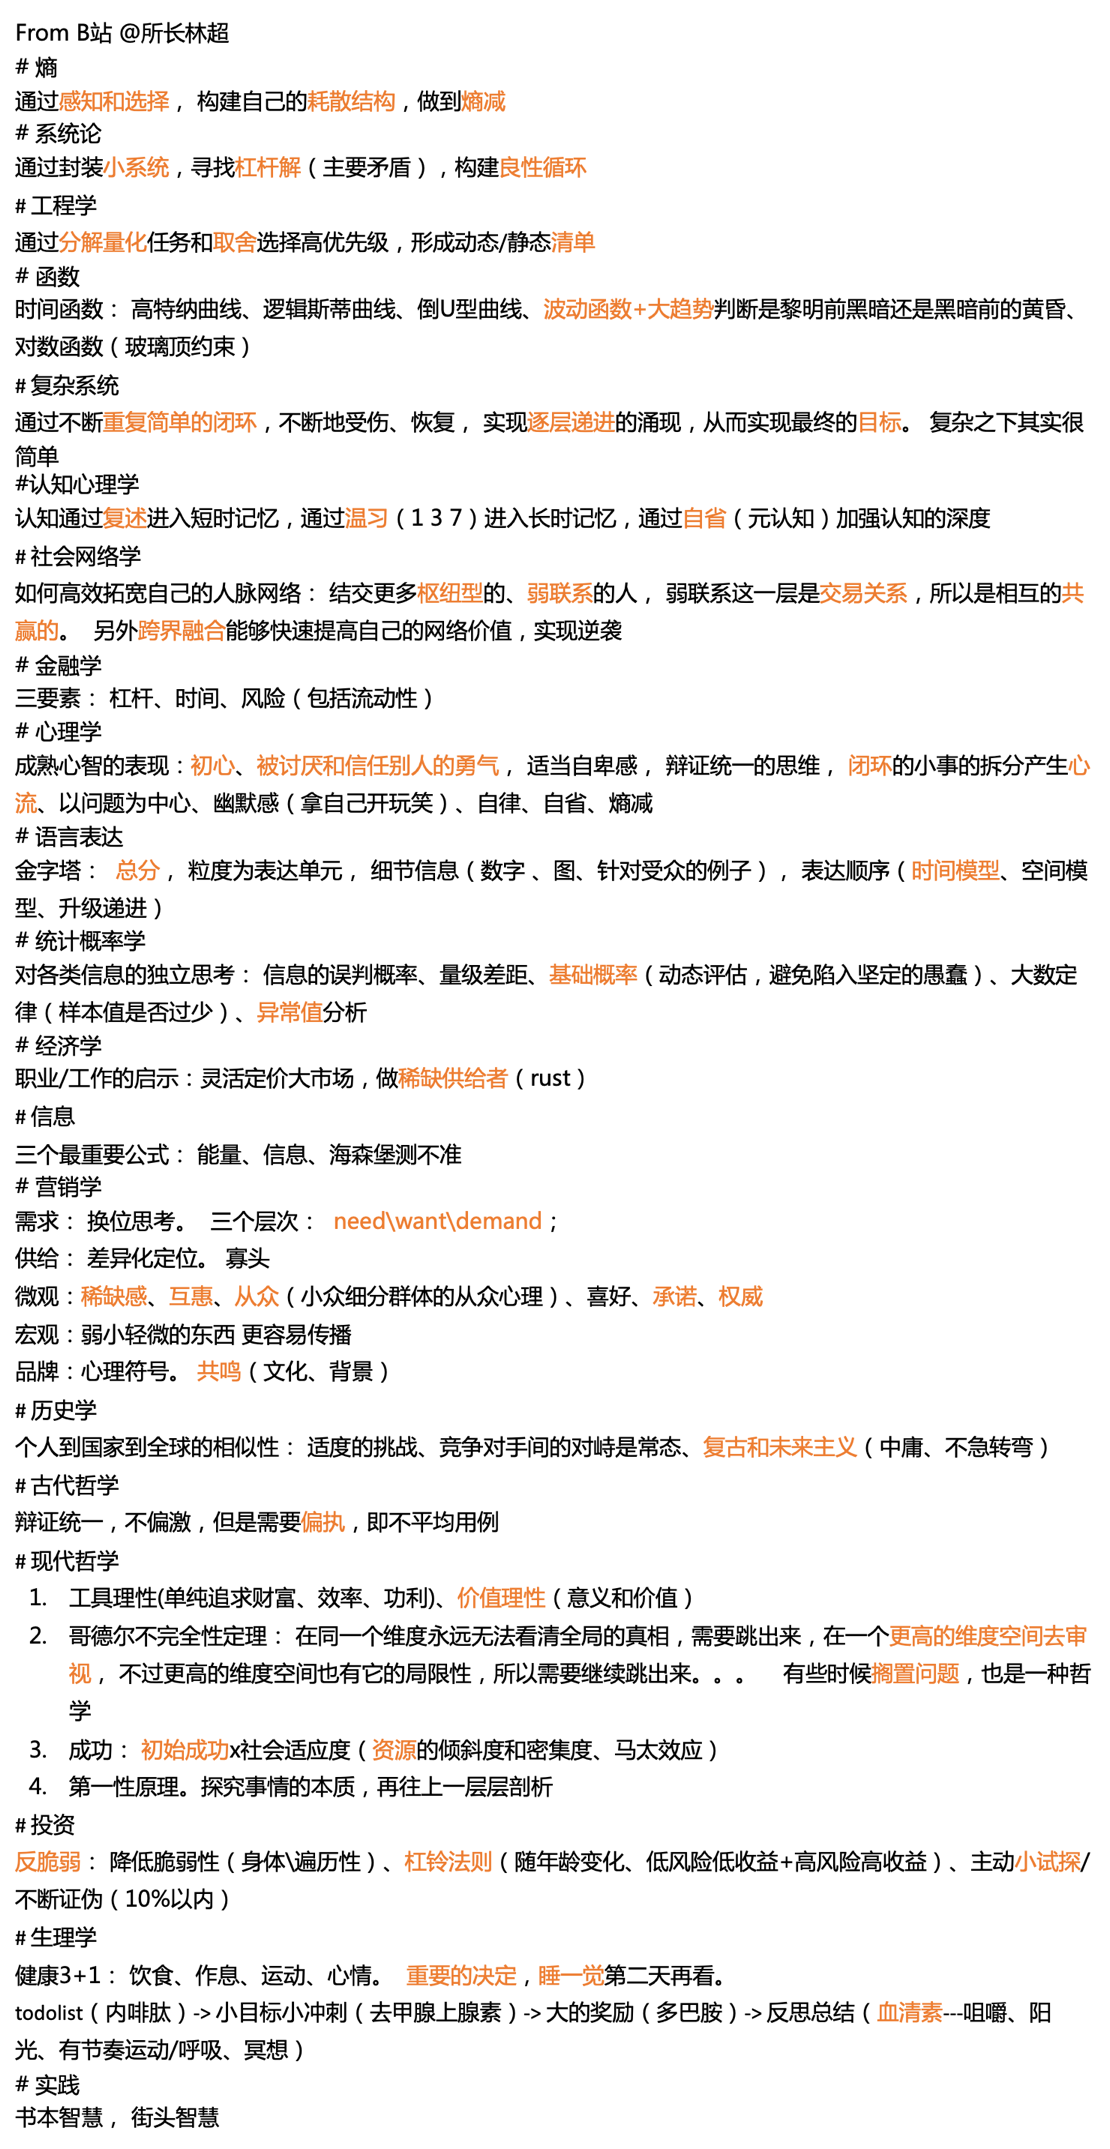 From B站 @所长林超
# 熵
通过感知和选择， 构建自己的耗散结构，做到熵减
# 系统论
通过封装小系统，寻找杠杆解（主要矛盾），构建良性循环
# 工程学
通过分解量化任务和取舍选择高优先级，形成动态/静态清单
# 函数
时间函数： 高特纳曲线、逻辑斯蒂曲线、倒U型曲线、波动函数+大趋势判断是黎明前黑暗还是黑暗前的黄昏、
对数函数（玻璃顶约束）
# 复杂系统
通过不断重复简单的闭环，不断地受伤、恢复， 实现逐层递进的涌现，从而实现最终的目标。 复杂之下其实很
简单
#认知心理学
认知通过复述进入短时记忆，通过温习（1 3 7）进入长时记忆，通过自省（元认知）加强认知的深度
# 社会网络学
如何高效拓宽自己的人脉网络： 结交更多枢纽型的、弱联系的人， 弱联系这一层是交易关系，所以是相互的共
赢的。 另外跨界融合能够快速提高自己的网络价值，实现逆袭
# 金融学
三要素： 杠杆、时间、风险（包括流动性）
# 心理学
成熟心智的表现：初心、被讨厌和信任别人的勇气， 适当自卑感， 辩证统一的思维， 闭环的小事的拆分产生心
流、以问题为中心、幽默感（拿自己开玩笑）、自律、自省、熵减
# 语言表达
金字塔： 总分， 粒度为表达单元， 细节信息（数字 、图、针对受众的例子）， 表达顺序（时间模型、空间模
型、升级递进）
# 统计概率学
对各类信息的独立思考： 信息的误判概率、量级差距、基础概率（动态评估，避免陷入坚定的愚蠢）、大数定
律（样本值是否过少）、异常值分析
# 经济学
职业/工作的启示：灵活定价大市场，做稀缺供给者（rust）
# 信息
三个最重要公式： 能量、信息、海森堡测不准
# 营销学
需求： 换位思考。 三个层次： need\want\demand；
供给： 差异化定位。 寡头
微观：稀缺感、互惠、从众（小众细分群体的从众心理）、喜好、承诺、权威
宏观：弱小轻微的东西 更容易传播
品牌：心理符号。 共鸣（文化、背景）
# 历史学
个人到国家到全球的相似性： 适度的挑战、竞争对手间的对峙是常态、复古和未来主义（中庸、不急转弯）
# 古代哲学
辩证统一，不偏激，但是需要偏执，即不平均用例
# 现代哲学
1. 工具理性(单纯追求财富、效率、功利)、价值理性（意义和价值）
2. 哥德尔不完全性定理： 在同一个维度永远无法看清全局的真相，需要跳出来，在一个更高的维度空间去审
视， 不过更高的维度空间也有它的局限性，所以需要继续跳出来。。。 有些时候搁置问题，也是一种哲
学
3. 成功： 初始成功x社会适应度（资源的倾斜度和密集度、马太效应）
4. 第一性原理。探究事情的本质，再往上一层层剖析
# 投资
反脆弱： 降低脆弱性（身体\遍历性）、杠铃法则（随年龄变化、低风险低收益+高风险高收益）、主动小试探/
不断证伪（10%以内）
# 生理学
健康3+1： 饮食、作息、运动、心情。 重要的决定，睡一觉第二天再看。
todolist（内啡肽）-> 小目标小冲刺（去甲腺上腺素）-> 大的奖励（多巴胺）-> 反思总结（血清素---咀嚼、阳
光、有节奏运动/呼吸、冥想）
# 实践
书本智慧， 街头智慧